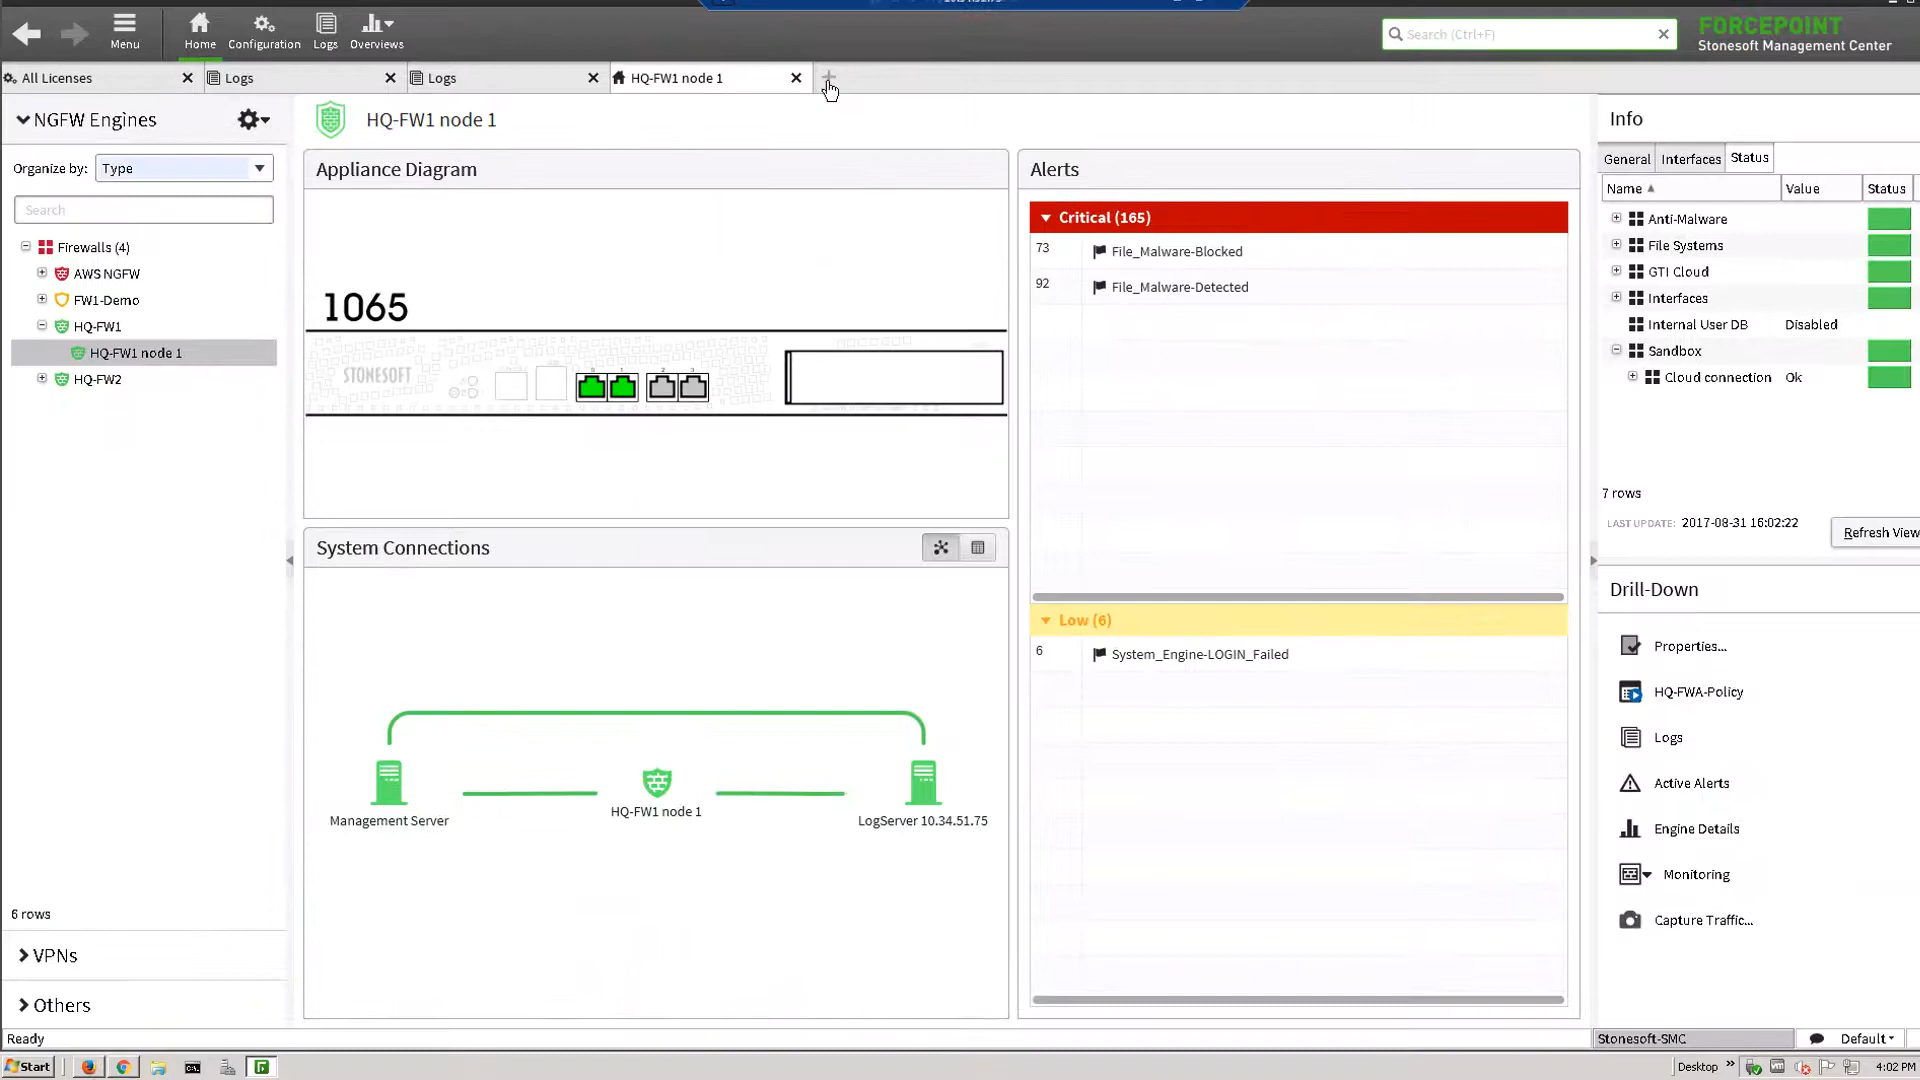 Menu
Home
Configuration
Logs
Overviews
Search (Ctrl+F)
FORCEPOINT
Stonesoft Management Center
All Licenses
Logs
Logs
HQ-FW1 node 1
NGFW Engines
Organize by: Type
Search
Firewalls (4)
AWS NGFW
FW1-Demo
HQ-FW1
HQ-FW1 node 1
HQ-FW2
6 rows
VPNs
Others
HQ-FW1 node 1
Appliance Diagram
1065
STONESOFT
0 1 2 3
System Connections
Management Server
HQ-FW1 node 1
LogServer 10.34.51.75
Alerts
Critical (165)
73 File_Malware-Blocked
92 File_Malware-Detected
Low (6)
6 System_Engine-LOGIN_Failed
Info
General Interfaces Status
Name Value Status
Anti-Malware
File Systems
GTI Cloud
Interfaces
Internal User DB Disabled
Sandbox
Cloud connection Ok
7 rows
LAST UPDATE: 2017-08-31 16:02:22
Refresh View
Drill-Down
Properties...
HQ-FWA-Policy
Logs
Active Alerts
Engine Details
Monitoring
Capture Traffic...
Ready
Stonesoft-SMC
Default
Start
Desktop
4:02 PM